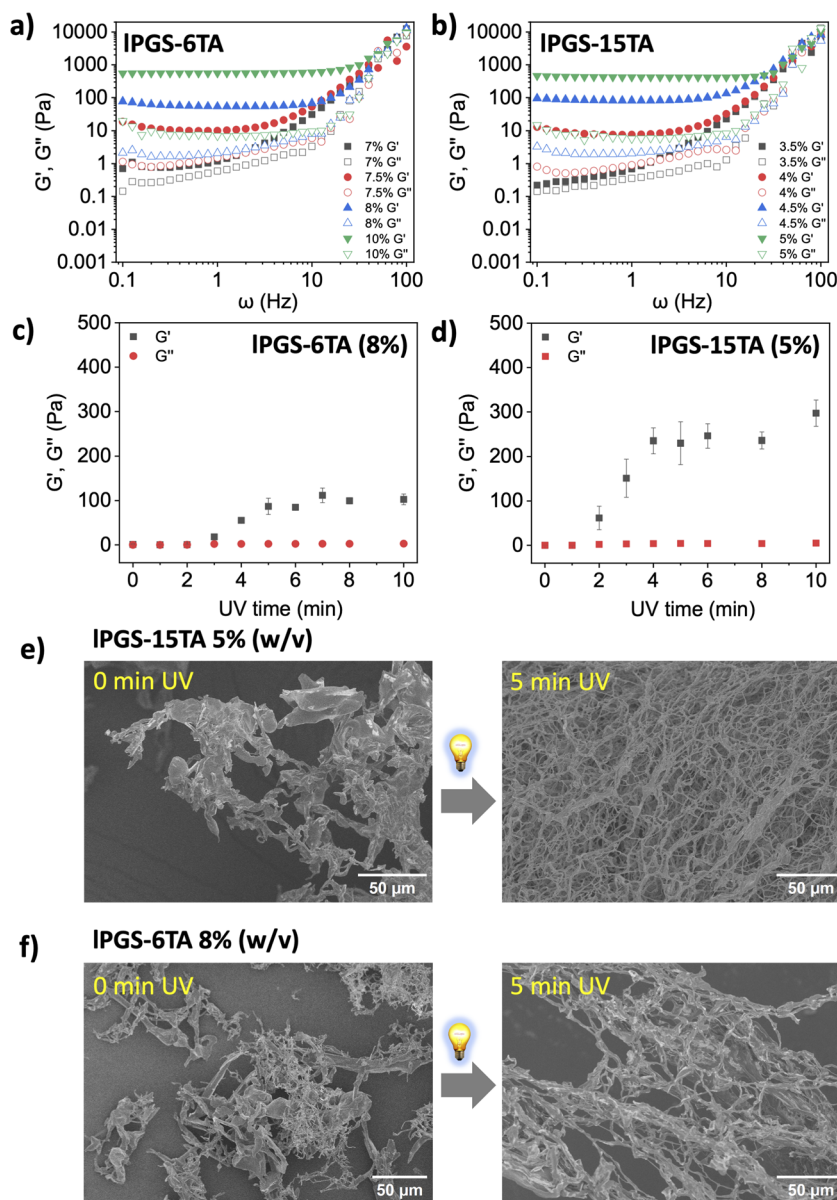 a)
lPGS-6TA
10000
1000
100
10
1
0.1
0.01
0.001
G', G'' (Pa)
7% G'
7% G''
7.5% G'
7.5% G''
8% G'
8% G''
10% G'
10% G''
0.1 1 10 100
ω (Hz)
b)
lPGS-15TA
10000
1000
100
10
1
0.1
0.01
0.001
G', G'' (Pa)
3.5% G'
3.5% G''
4% G'
4% G''
4.5% G'
4.5% G''
5% G'
5% G''
0.1 1 10 100
ω (Hz)
c)
500
400
300
200
100
0
G', G'' (Pa)
G'
G''
lPGS-6TA (8%)
0 2 4 6 8 10
UV time (min)
d)
500
400
300
200
100
0
G', G'' (Pa)
G'
G''
lPGS-15TA (5%)
0 2 4 6 8 10
UV time (min)
e)
lPGS-15TA 5% (w/v)
0 min UV
50 µm
5 min UV
50 µm
f)
lPGS-6TA 8% (w/v)
0 min UV
50 µm
5 min UV
50 µm